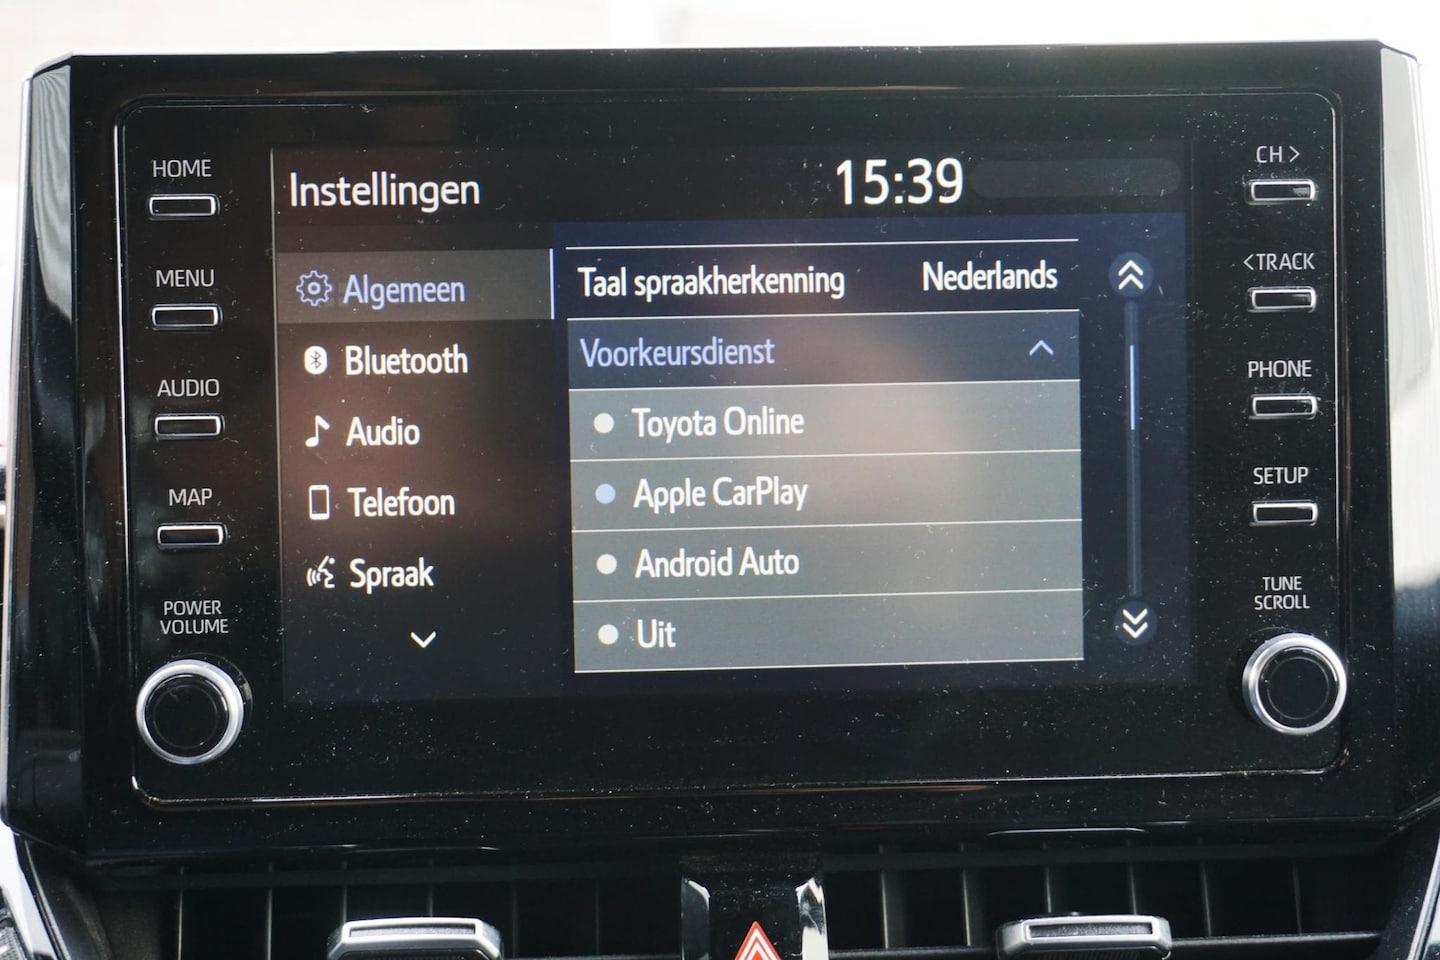 HOME
MENU
AUDIO
MAP
POWER
VOLUME
Instellingen
15:39
Algemeen
Bluetooth
Audio
Telefoon
Spraak
Taal spraakherkenning Nederlands
Voorkeursdienst
Toyota Online
Apple CarPlay
Android Auto
Uit
CH >
< TRACK
PHONE
SETUP
TUNE
SCROLL